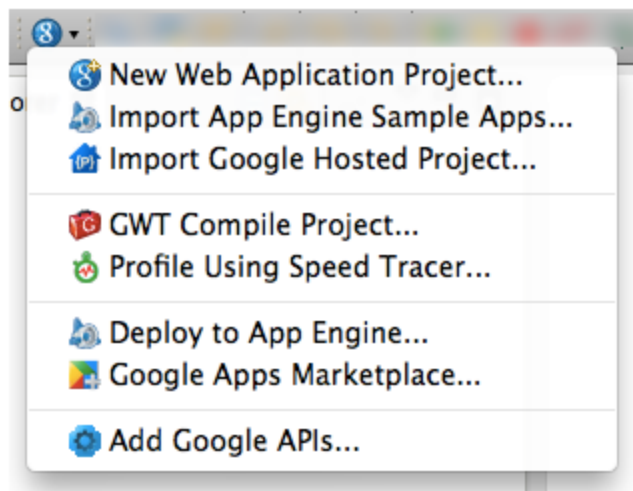 New Web Application Project...
Import App Engine Sample Apps...
Import Google Hosted Project...
GWT Compile Project...
Profile Using Speed Tracer...
Deploy to App Engine...
Google Apps Marketplace...
Add Google APIs...